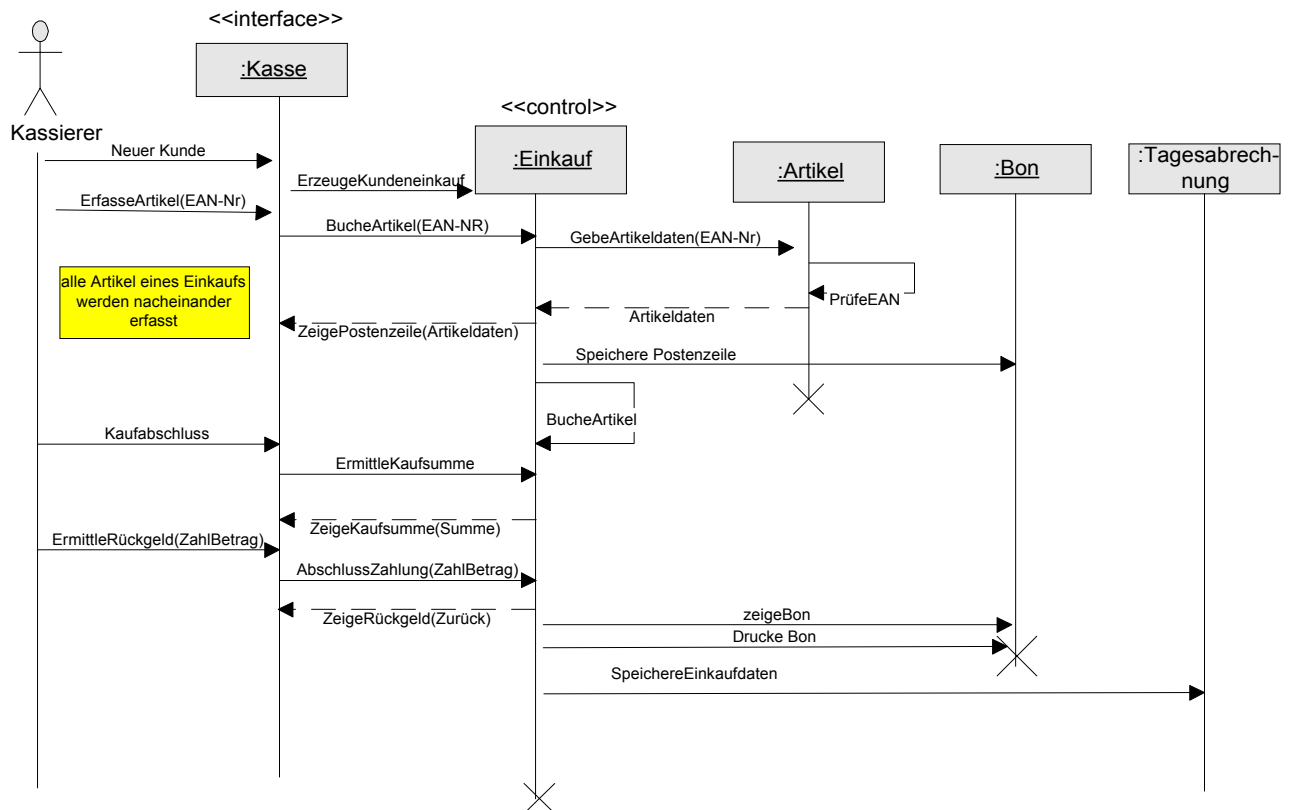 <<interface>>
:Kasse
Kassierer
<<control>>
:Einkauf
:Artikel
:Bon
:Tagesabrech-
nung
Neuer Kunde
ErzeugeKundeneinkauf
ErfasseArtikel(EAN-Nr)
BucheArtikel(EAN-NR)
GebeArtikeldaten(EAN-Nr)
alle Artikel eines Einkaufs
werden nacheinander
erfasst
PrüfeEAN
Artikeldaten
ZeigePostenzeile(Artikeldaten)
Speichere Postenzeile
BucheArtikel
Kaufabschluss
ErmittleKaufsumme
ZeigeKaufsumme(Summe)
ErmittleRückgeld(ZahlBetrag)
AbschlussZahlung(ZahlBetrag)
ZeigeRückgeld(Zurück)
zeigeBon
Drucke Bon
SpeichereEinkaufdaten